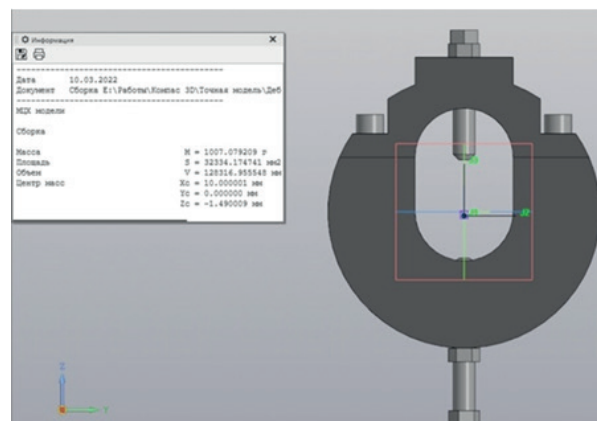 Информация
Дата 10.03.2022
Документ Сборка E:\Работы\Компас 3D\Точная модель\Деб
МЦХ модели
Сборка
Масса M = 1007.079209 г
Площадь S = 32334.174741 мм2
Объем V = 128316.955548 мм
Центр масс Xc = 10.000001 мм
Yc = 0.000000 мм
Zc = -1.490009 мм
Z
Y